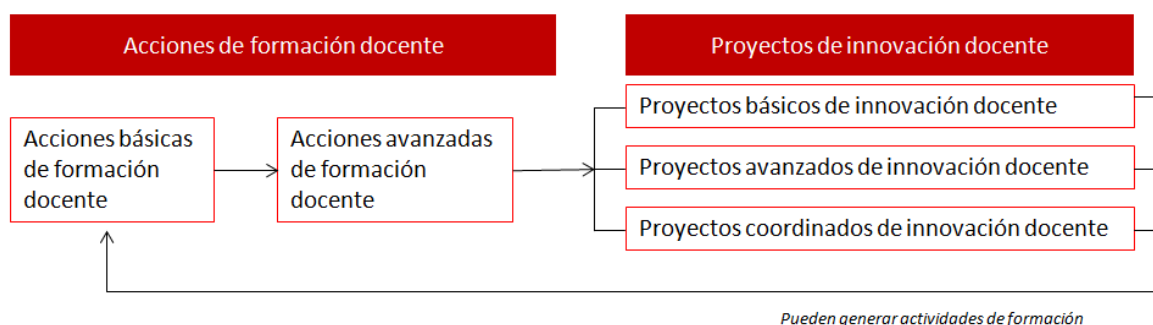 Acciones de formación docente
Proyectos de innovación docente
Acciones básicas
de formación
docente
Acciones avanzadas
de formación
docente
Proyectos básicos de innovación docente
Proyectos avanzados de innovación docente
Proyectos coordinados de innovación docente
Pueden generar actividades de formación